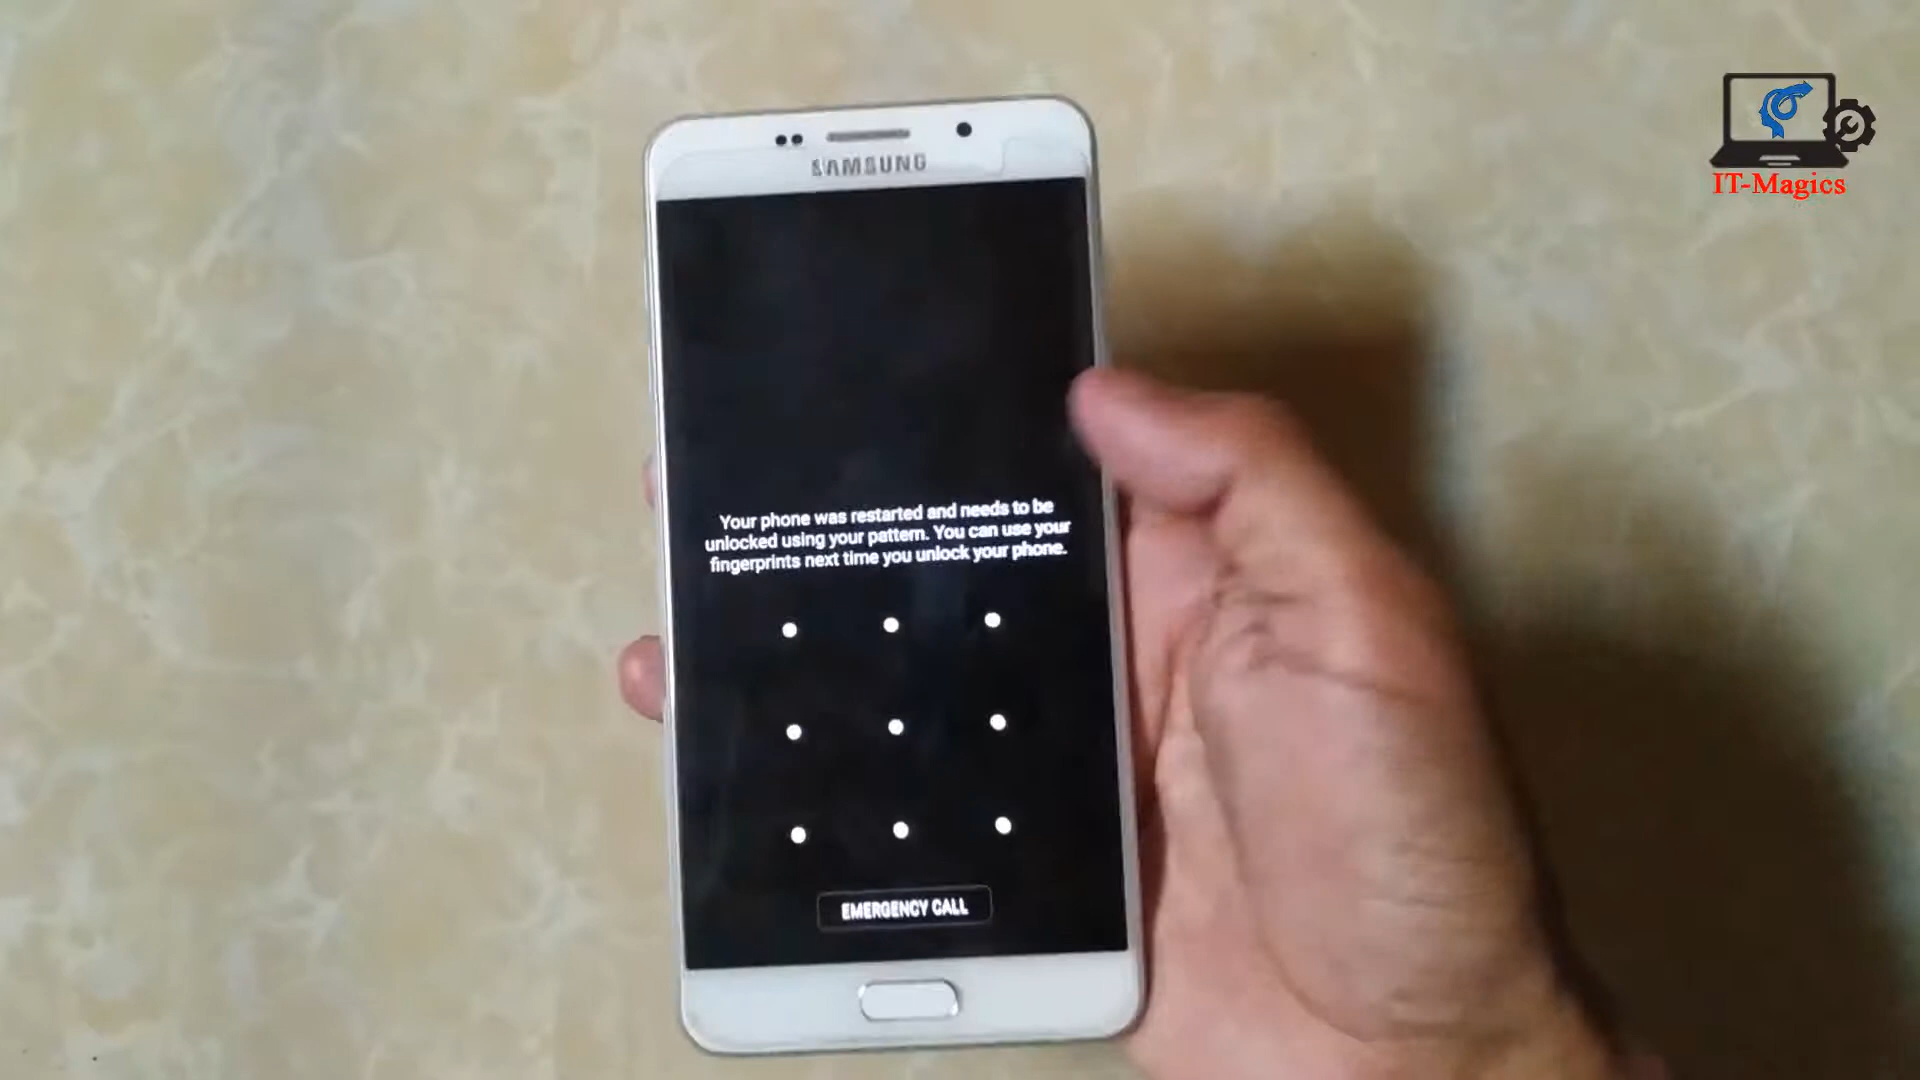 IT-Magics
SAMSUNG
Your phone was restarted and needs to be
unlocked using your pattern. You can use your
fingerprints next time you unlock your phone.
EMERGENCY CALL